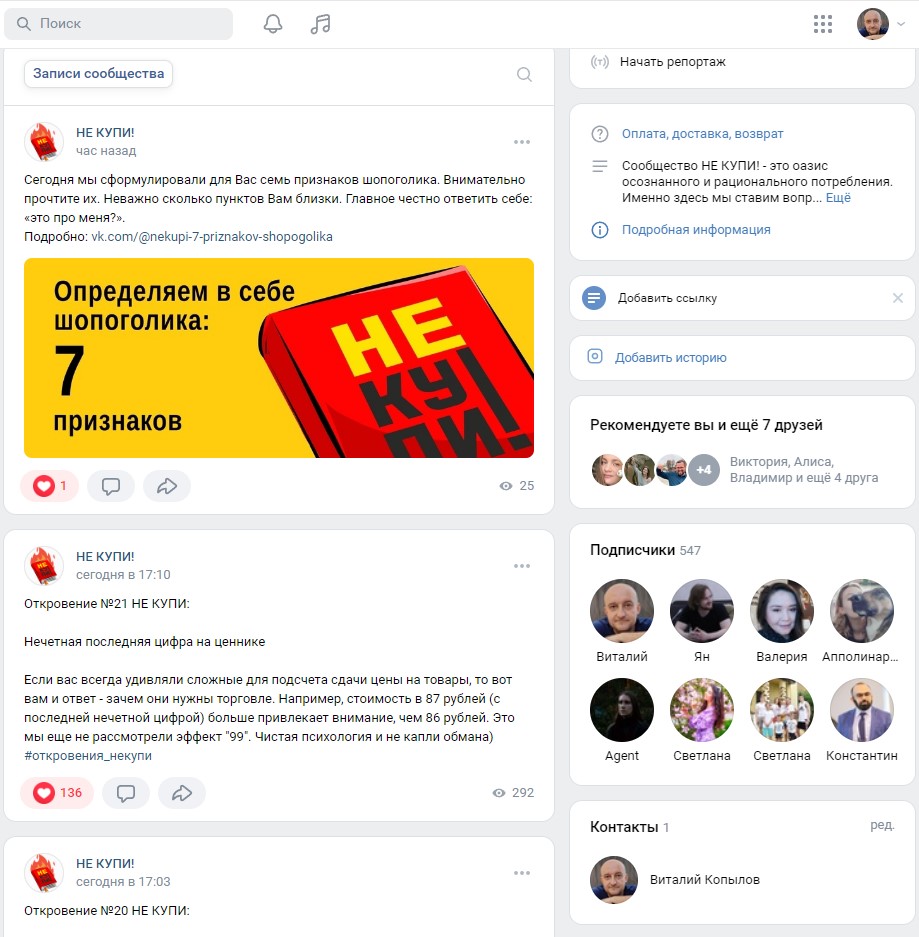 Поиск
Записи сообщества
НЕ КУПИ!
час назад
Сегодня мы сформулировали для Вас семь признаков шопоголика. Внимательно
прочтите их. Неважно сколько пунктов Вам близки. Главное честно ответить себе:
«это про меня?».
Подробно: vk.com/@nekupi-7-priznakov-shopogolika
Определяем в себе
шопоголика:
7
признаков
НЕ
КУ
ПИ!
1
25
НЕ КУПИ!
сегодня в 17:10
Откровение №21 НЕ КУПИ:
Нечетная последняя цифра на ценнике
Если вас всегда удивляли сложные для подсчета сдачи цены на товары, то вот
вам и ответ - зачем они нужны торговле. Например, стоимость в 87 рублей (с
последней нечетной цифрой) больше привлекает внимание, чем 86 рублей. Это
мы еще не рассмотрели эффект "99". Чистая психология и не капли обмана)
#откровения_некупи
136
292
НЕ КУПИ!
сегодня в 17:03
Откровение №20 НЕ КУПИ:
Начать репортаж
Оплата, доставка, возврат
Сообщество НЕ КУПИ! - это оазис
осознанного и рационального потребления.
Именно здесь мы ставим вопр... Ещё
Подробная информация
Добавить ссылку
Добавить историю
Рекомендуете вы и ещё 7 друзей
+4
Виктория, Алиса,
Владимир и ещё 4 друга
Подписчики 547
Виталий Ян Валерия Апполинар...
Agent Светлана Светлана Константин
Контакты 1 ред.
Виталий Копылов